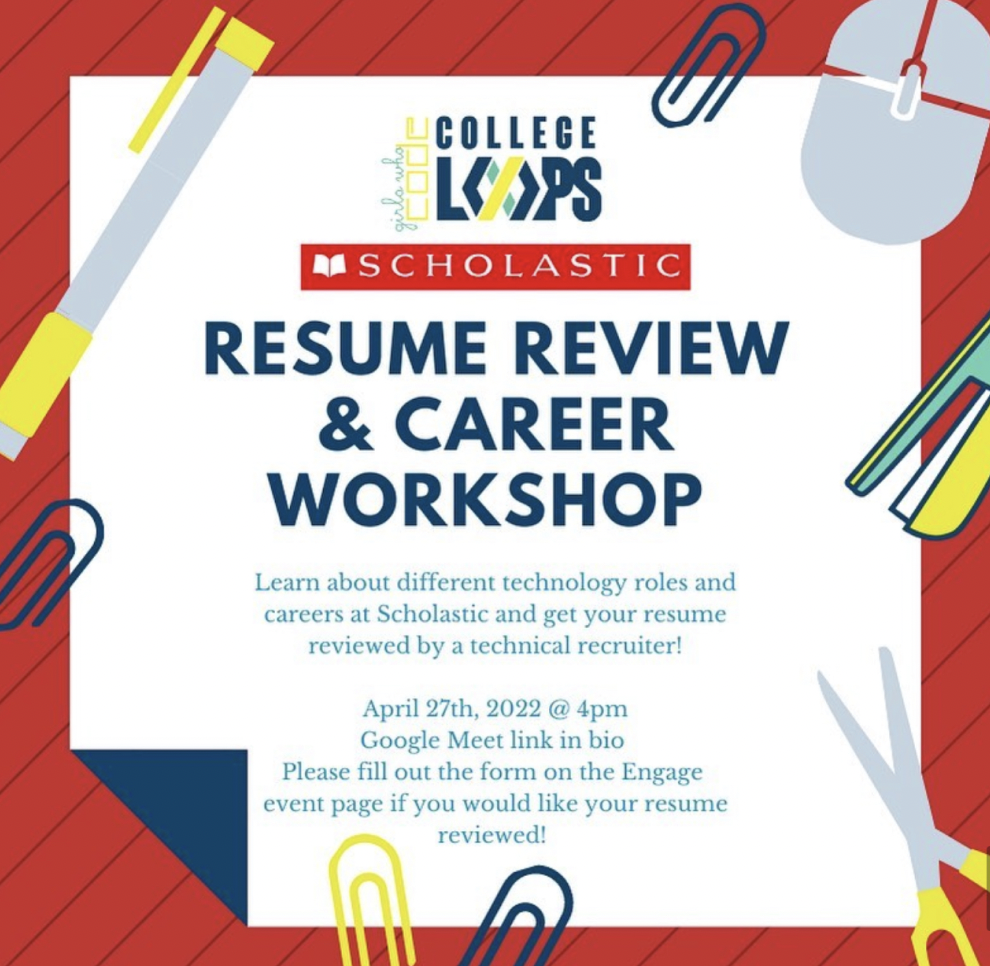 girls who
code
COLLEGE
LOOPS
SCHOLASTIC
RESUME REVIEW
& CAREER
WORKSHOP
Learn about different technology roles and
careers at Scholastic and get your resume
reviewed by a technical recruiter!
April 27th, 2022 @ 4pm
Google Meet link in bio
Please fill out the form on the Engage
event page if you would like your resume
reviewed!